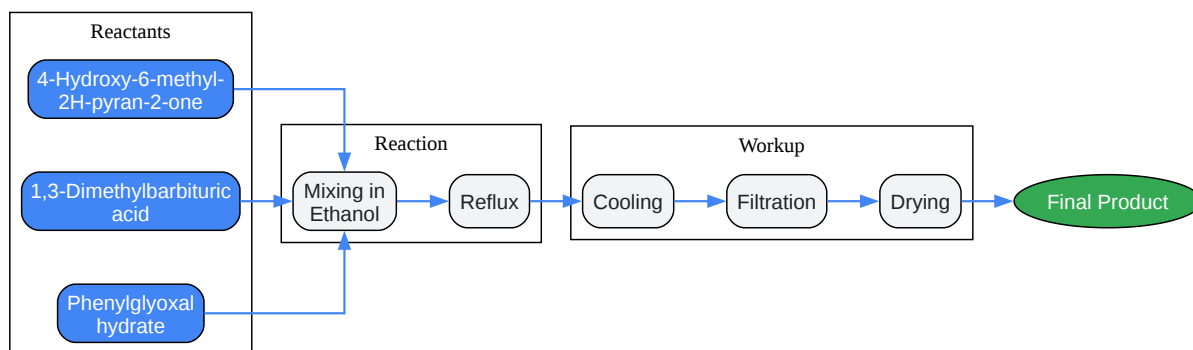 Reactants
4-Hydroxy-6-methyl-
2H-pyran-2-one
1,3-Dimethylbarbituric
acid
Phenylglyoxal
hydrate
Reaction
Mixing in
Ethanol
Reflux
Workup
Cooling
Filtration
Drying
Final Product